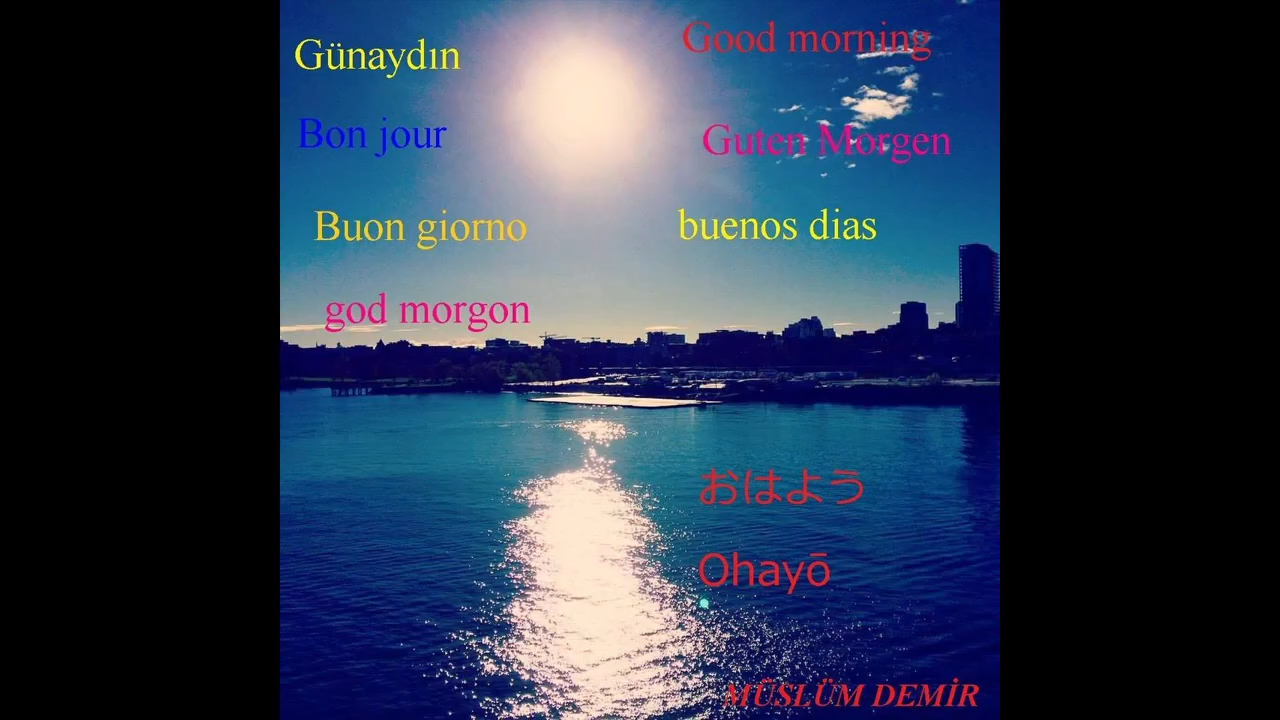 Günaydın
Good morning
Bon jour
Guten Morgen
Buon giorno
buenos dias
god morgon
おはよう
Ohayō
MÜSLÜM DEMİR